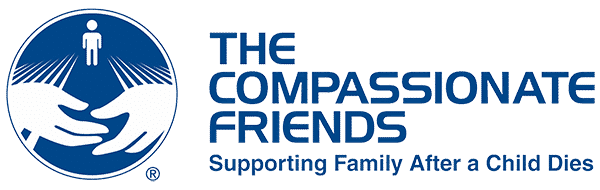 THE
COMPASSIONATE
FRIENDS
Supporting Family After a Child Dies
®